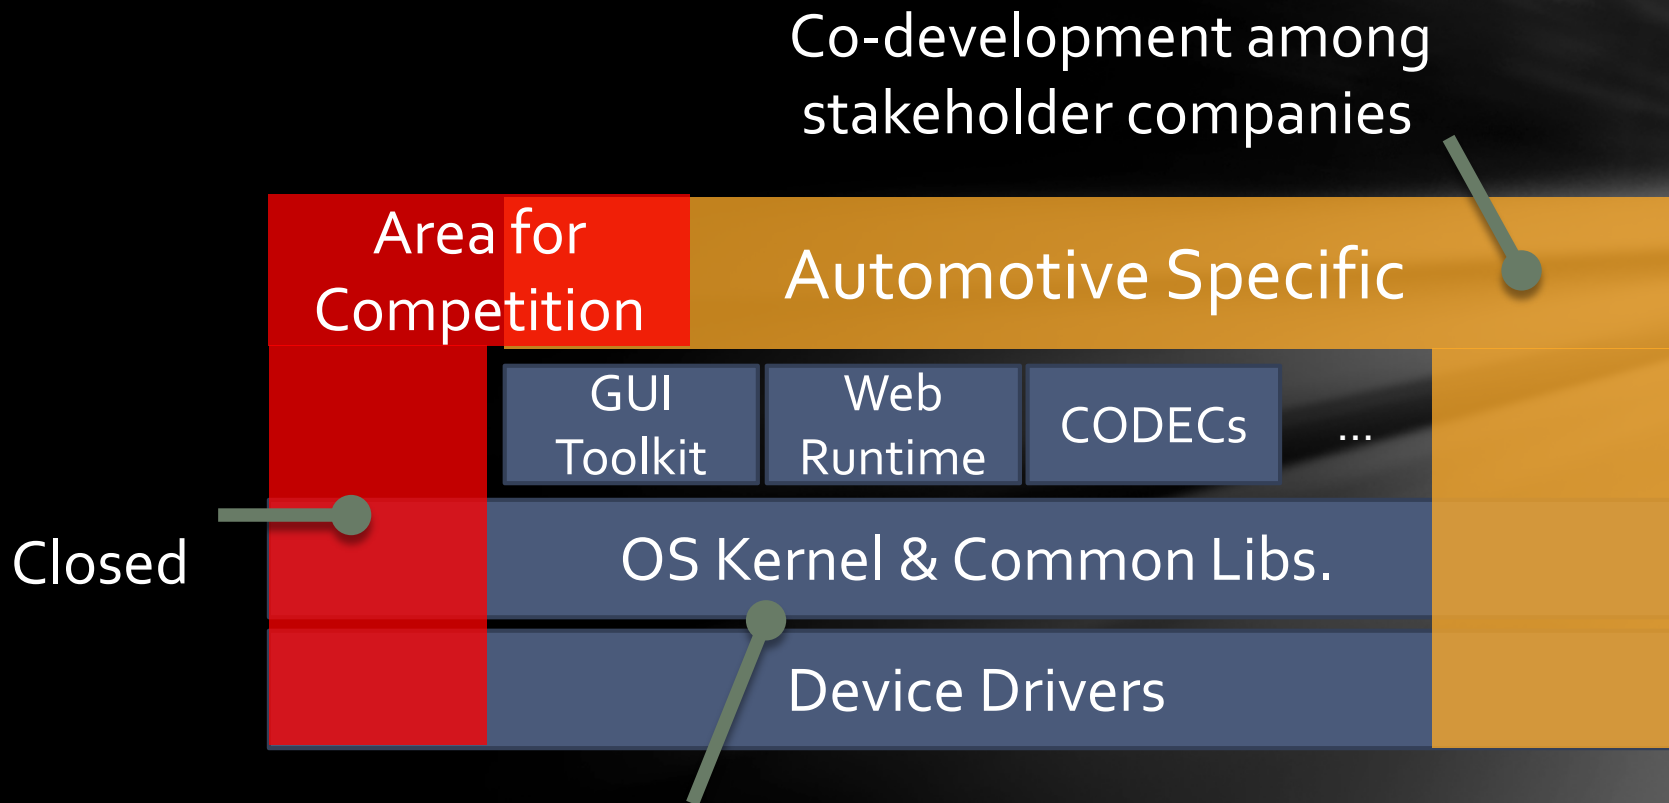 Co-development among
stakeholder companies
Area for
Competition
Automotive Specific
GUI
Toolkit
Web
Runtime
CODECs
...
Closed
OS Kernel & Common Libs.
Device Drivers